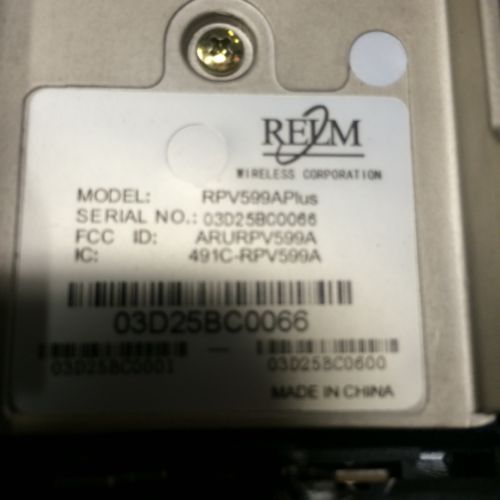 RELM
WIRELESS CORPORATION
MODEL: RPV599APlus
SERIAL NO.: 03D25BC0066
FCC ID: ARURPV599A
IC: 491C-RPV599A
03D25BC0066
03D25BC0001 — 03D25BC0600
MADE IN CHINA